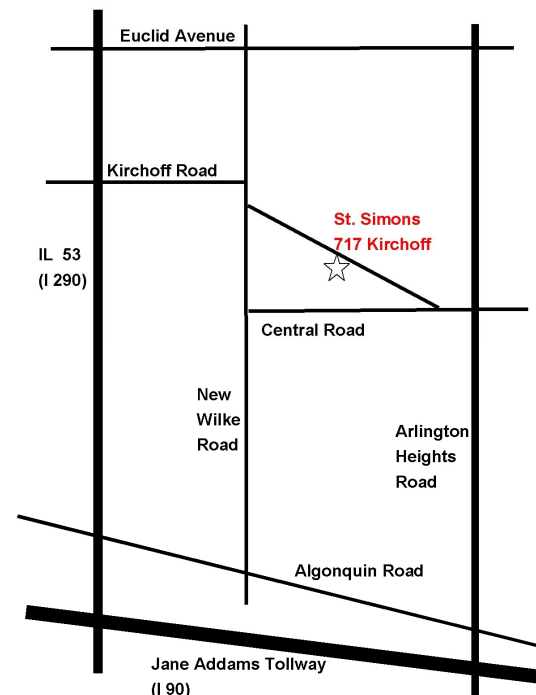 Euclid Avenue
Kirchoff Road
St. Simons
717 Kirchoff
IL 53
(I 290)
Central Road
New
Wilke
Road
Arlington
Heights
Road
Algonquin Road
Jane Addams Tollway
(I 90)